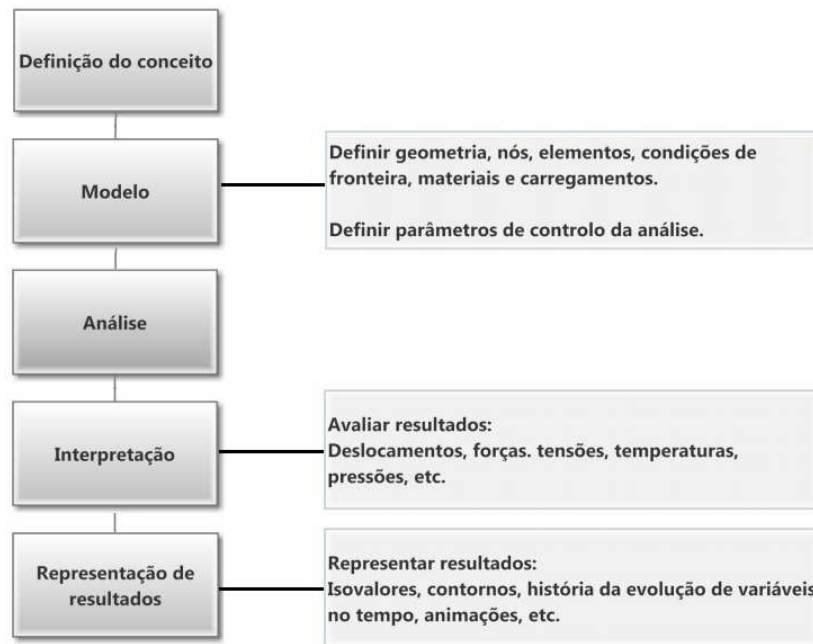 Definição do conceito
Modelo
Definir geometria, nós, elementos, condições de
fronteira, materiais e carregamentos.
Definir parâmetros de controlo da análise.
Análise
Interpretação
Avaliar resultados:
Deslocamentos, forças. tensões, temperaturas,
pressões, etc.
Representação de
resultados
Representar resultados:
Isovalores, contornos, história da evolução de variáveis
no tempo, animações, etc.